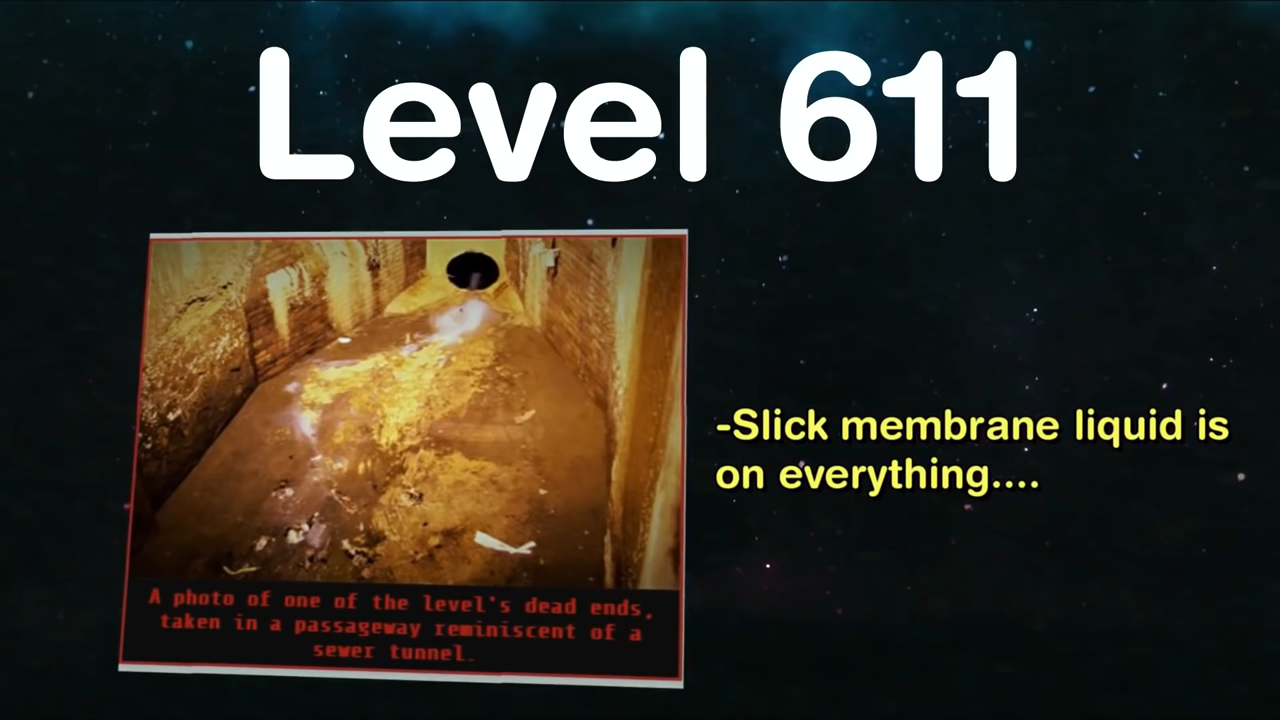 Level 611
-Slick membrane liquid is
on everything....
A photo of one of the level's dead ends,
taken in a passageway reminiscent of a
sewer tunnel.